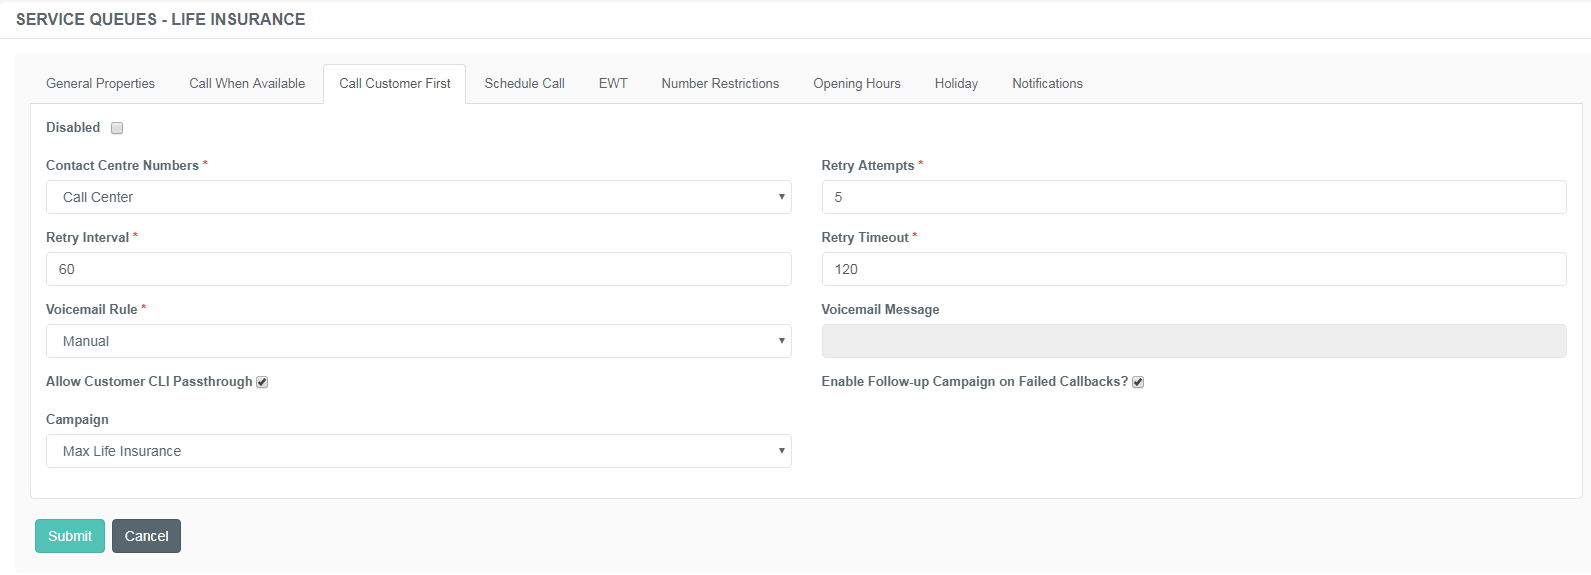 SERVICE QUEUES - LIFE INSURANCE
General Properties Call When Available Call Customer First Schedule Call EWT Number Restrictions Opening Hours Holiday Notifications
Disabled
Contact Centre Numbers * Retry Attempts *
Call Center 5
Retry Interval * Retry Timeout *
60 120
Voicemail Rule * Voicemail Message
Manual
Allow Customer CLI Passthrough Enable Follow-up Campaign on Failed Callbacks?
Campaign
Max Life Insurance
Submit Cancel